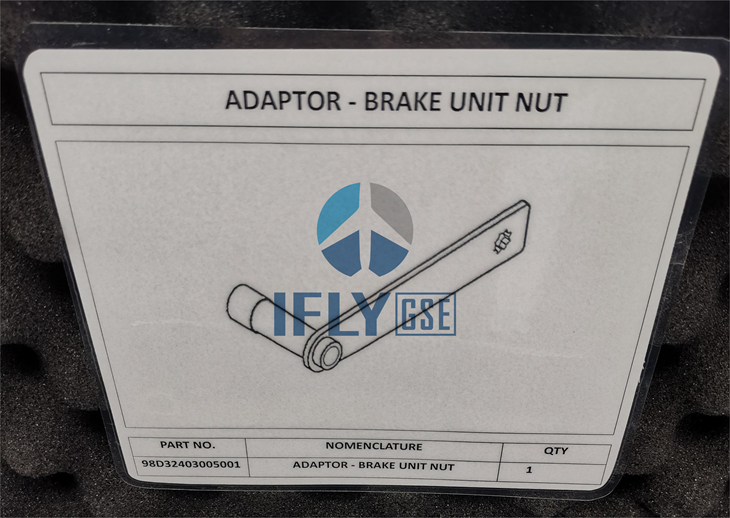 ADAPTOR - BRAKE UNIT NUT
IFLY GSE
PART NO. NOMENCLATURE QTY
98D32403005001 ADAPTOR - BRAKE UNIT NUT 1